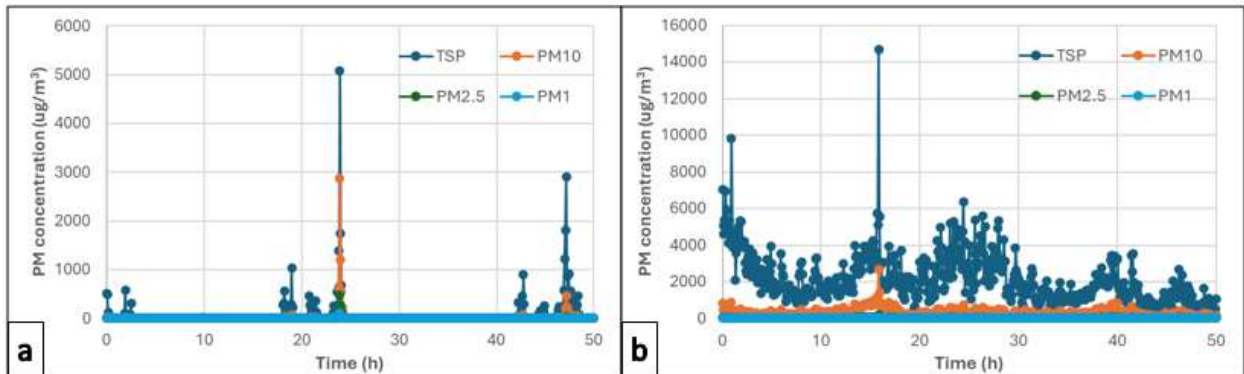 6000
5000
4000
3000
2000
1000
0
PM concentration (ug/m³)
TSP
PM10
PM2.5
PM1
0 10 20 30 40 50
Time (h)
a
16000
14000
12000
10000
8000
6000
4000
2000
0
PM concentration (ug/m³)
TSP
PM10
PM2.5
PM1
0 10 20 30 40 50
Time (h)
b